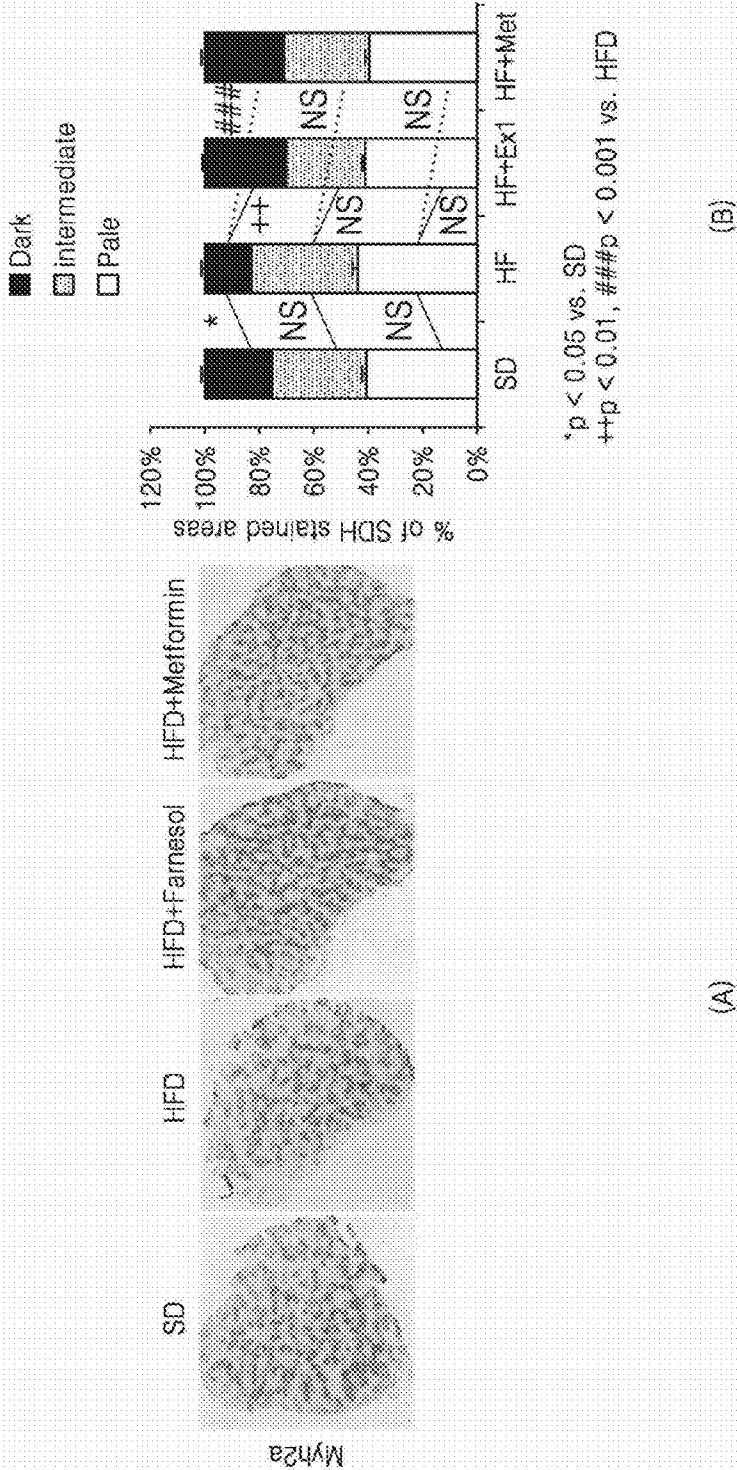 SD
HFD
HFD+Farnesol
HFD+Metformin
Myh2a
(A)
Dark
Intermediate
Pale
% of SDH stained areas
120%
100%
80%
60%
40%
20%
0%
* ++ ###
NS NS NS
NS NS NS
SD HF HF+Ex1 HF+Met
*p < 0.05 vs. SD
++p < 0.01, ###p < 0.001 vs. HFD
(B)